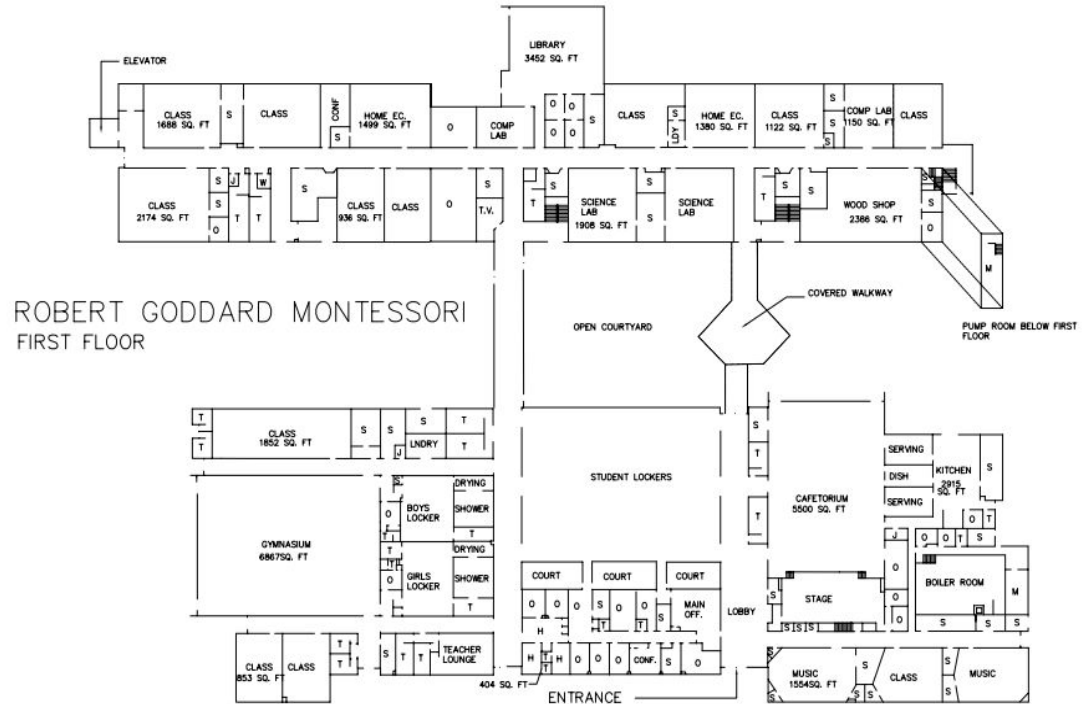 LIBRARY
3452 SQ. FT
ELEVATOR
CLASS
1688 SQ. FT
S
CLASS
CONF
S
HOME EC.
1499 SQ. FT
O
COMP
LAB
O
O
O
O
S
CLASS
S
LDY
HOME EC.
1380 SQ. FT
CLASS
1122 SQ. FT
S
S
S
COMP LAB
1150 SQ. FT
CLASS
CLASS
2174 SQ. FT
S
S
O
J
T
W
T
S
CLASS
936 SQ. FT
CLASS
O
S
T.V.
T
S
SCIENCE
LAB
1908 SQ. FT
S
S
SCIENCE
LAB
T
S
S
WOOD SHOP
2386 SQ. FT
S
S
O
M
ROBERT GODDARD MONTESSORI
FIRST FLOOR
OPEN COURTYARD
COVERED WALKWAY
PUMP ROOM BELOW FIRST
FLOOR
T
T
CLASS
1852 SQ. FT
S
S
J
S
LNDRY
T
T
STUDENT LOCKERS
S
T
T
CAFETORIUM
5500 SQ. FT
SERVING
DISH
SERVING
KITCHEN
2915
SQ. FT
S
O
T
GYMNASIUM
6867SQ. FT
S
O
T
BOYS
LOCKER
DRYING
SHOWER
T
T
O
GIRLS
LOCKER
DRYING
SHOWER
T
COURT
COURT
COURT
O
O
O
S
T
O
O
T
S
MAIN
OFF.
H
LOBBY
S
S
STAGE
S
S
S
J
O
O
O
O
O
T
S
BOILER ROOM
M
S
S
S
CLASS
853 SQ. FT
CLASS
T
T
S
T
T
TEACHER
LOUNGE
H
T
T
H
O
O
O
CONF.
S
O
404 SQ. FT
ENTRANCE
S
S
MUSIC
1554SQ. FT
S
S
S
CLASS
S
S
MUSIC